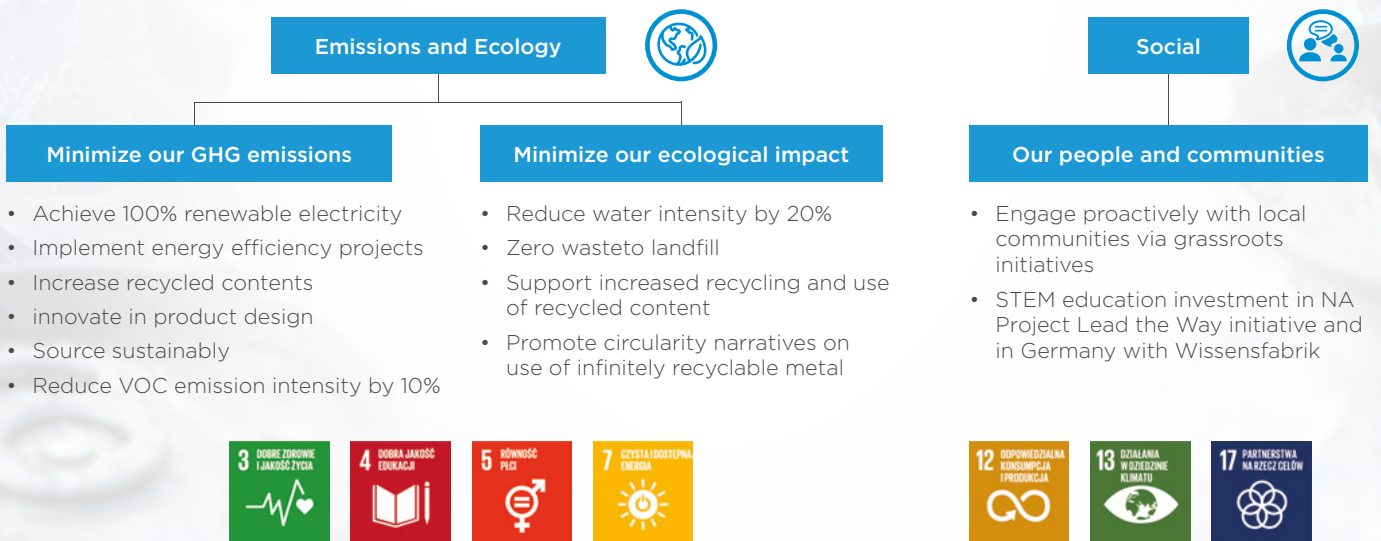 Emissions and Ecology
Social
Minimize our GHG emissions
• Achieve 100% renewable electricity
• Implement energy efficiency projects
• Increase recycled contents
• innovate in product design
• Source sustainably
• Reduce VOC emission intensity by 10%
Minimize our ecological impact
• Reduce water intensity by 20%
• Zero wasteto landfill
• Support increased recycling and use
of recycled content
• Promote circularity narratives on
use of infinitely recyclable metal
Our people and communities
• Engage proactively with local
communities via grassroots
initiatives
• STEM education investment in NA
Project Lead the Way initiative and
in Germany with Wissensfabrik
3 DOBRE ZDROWIE
I JAKOŚĆ ŻYCIA
4 DOBRA JAKOŚĆ
EDUKACJI
5 RÓWNOŚĆ
PŁCI
7 CZYSTA I DOSTĘPNA
ENERGIA
12 ODPOWIEDZIALNA
KONSUMPCJA
I PRODUKCJA
13 DZIAŁANIA
W DZIEDZINIE
KLIMATU
17 PARTNERSTWA
NA RZECZ CELÓW